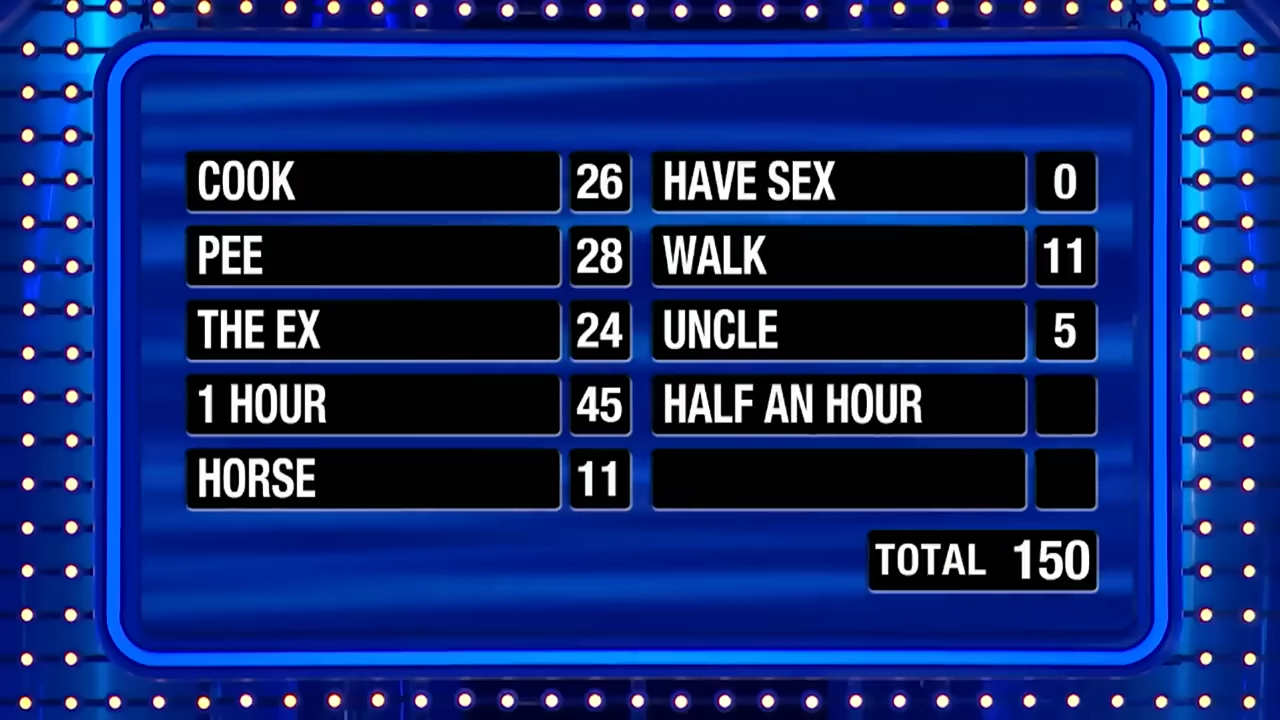 COOK 26 HAVE SEX 0
PEE 28 WALK 11
THE EX 24 UNCLE 5
1 HOUR 45 HALF AN HOUR
HORSE 11
TOTAL 150